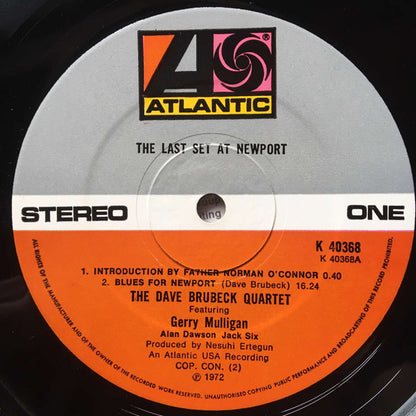 ATLANTIC
THE LAST SET AT NEWPORT
STEREO ONE
K 40368
K 40368A
1. INTRODUCTION BY FATHER NORMAN O'CONNOR 0.40
2. BLUES FOR NEWPORT (Dave Brubeck) 16.24
THE DAVE BRUBECK QUARTET
Featuring
Gerry Mulligan
Alan Dawson Jack Six
Produced by Nesuhi Ertegun
An Atlantic USA Recording
COP. CON. (2)
℗ 1972
ALL RIGHTS OF THE MANUFACTURER AND OF THE OWNER OF THE RECORDED WORK RESERVED. UNAUTHORISED COPYING PUBLIC PERFORMANCE AND BROADCASTING OF THIS RECORD PROHIBITED